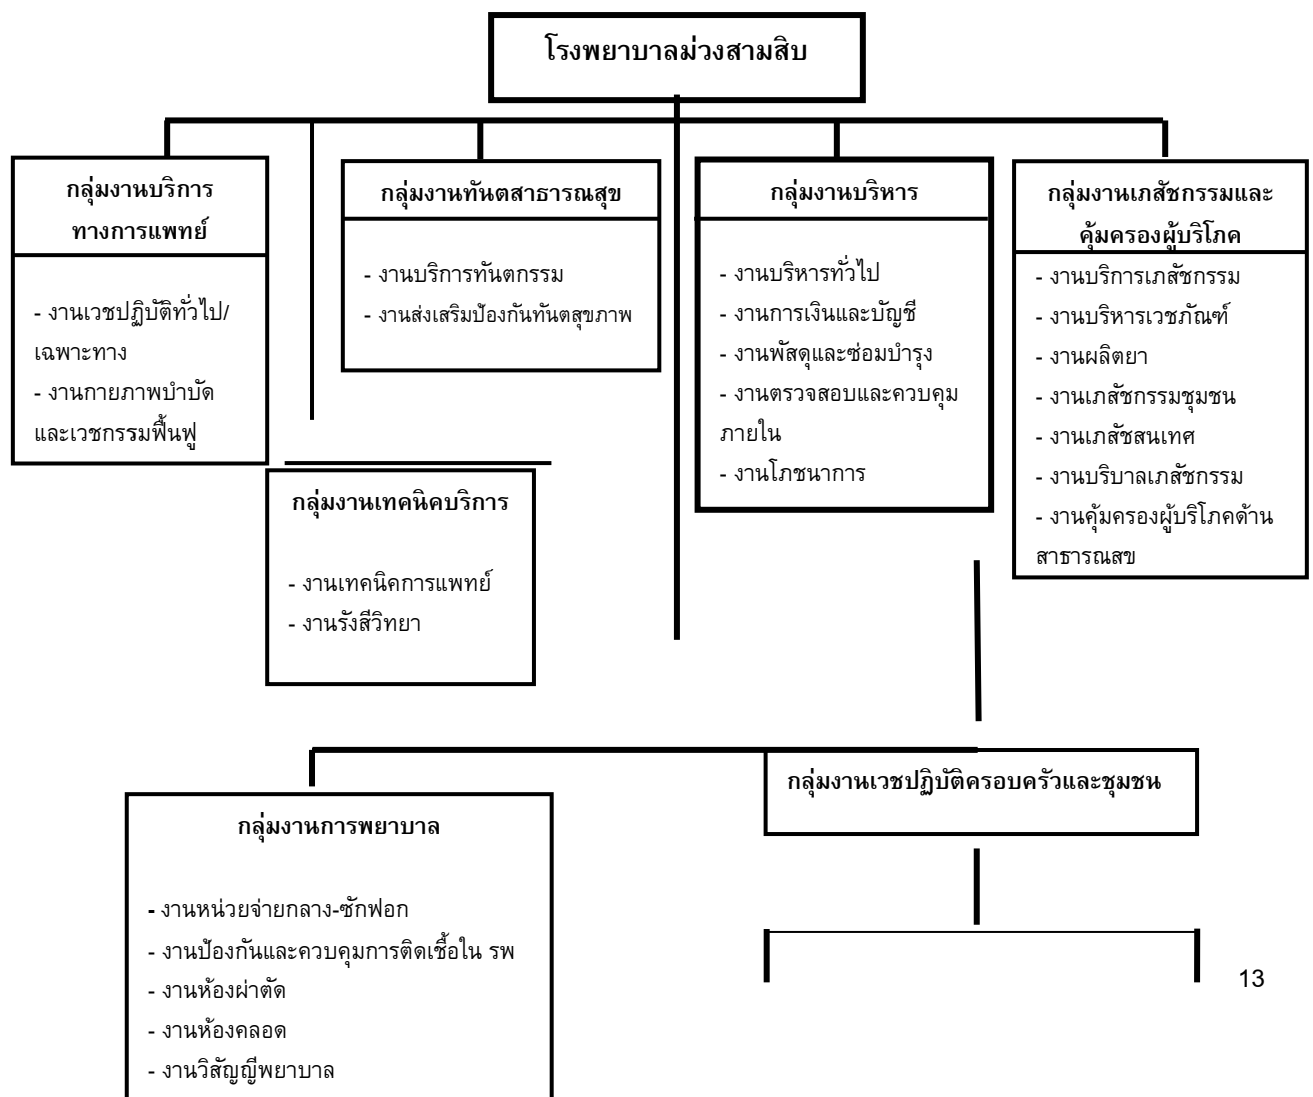 โรงพยาบาลม่วงสามสิบ
กลุ่มงานบริการ
ทางการแพทย์
- งานเวชปฏิบัติทั่วไป/
เฉพาะทาง
- งานกายภาพบำบัด
และเวชกรรมฟื้นฟู
กลุ่มงานทันตสาธารณสุข
- งานบริการทันตกรรม
- งานส่งเสริมป้องกันทันตสุขภาพ
กลุ่มงานบริหาร
- งานบริหารทั่วไป
- งานการเงินและบัญชี
- งานพัสดุและซ่อมบำรุง
- งานตรวจสอบและควบคุม
ภายใน
- งานโภชนาการ
กลุ่มงานเภสัชกรรมและ
คุ้มครองผู้บริโภค
- งานบริการเภสัชกรรม
- งานบริหารเวชภัณฑ์
- งานผลิตยา
- งานเภสัชกรรมชุมชน
- งานเภสัชสนเทศ
- งานบริบาลเภสัชกรรม
- งานคุ้มครองผู้บริโภคด้าน
สาธารณสข
กลุ่มงานเทคนิคบริการ
- งานเทคนิคการแพทย์
- งานรังสีวิทยา
กลุ่มงานการพยาบาล
- งานหน่วยจ่ายกลาง-ซักฟอก
- งานป้องกันและควบคุมการติดเชื้อใน รพ
- งานห้องผ่าตัด
- งานห้องคลอด
- งานวิสัญญีพยาบาล
กลุ่มงานเวชปฏิบัติครอบครัวและชุมชน
13